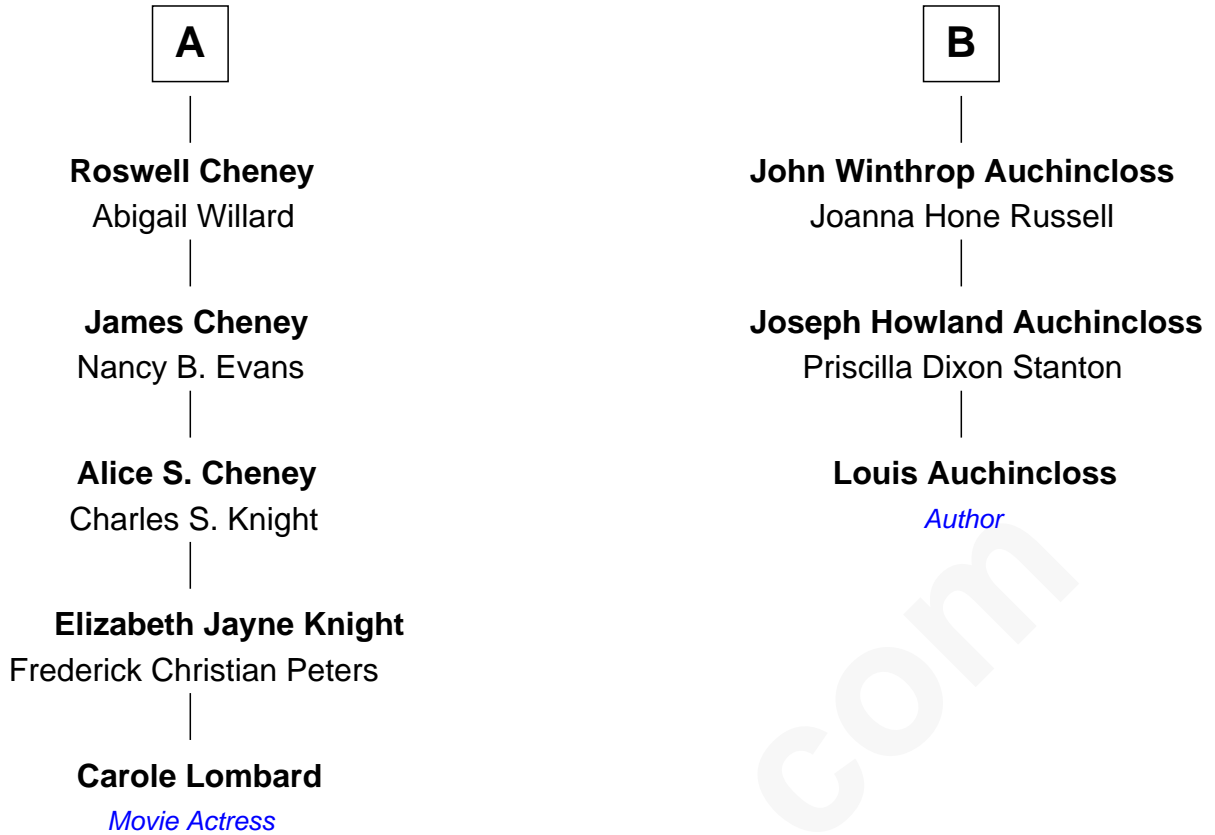 A
Roswell Cheney
Abigail Willard
James Cheney
Nancy B. Evans
Alice S. Cheney
Charles S. Knight
Elizabeth Jayne Knight
Frederick Christian Peters
Carole Lombard
Movie Actress
B
John Winthrop Auchincloss
Joanna Hone Russell
Joseph Howland Auchincloss
Priscilla Dixon Stanton
Louis Auchincloss
Author
com